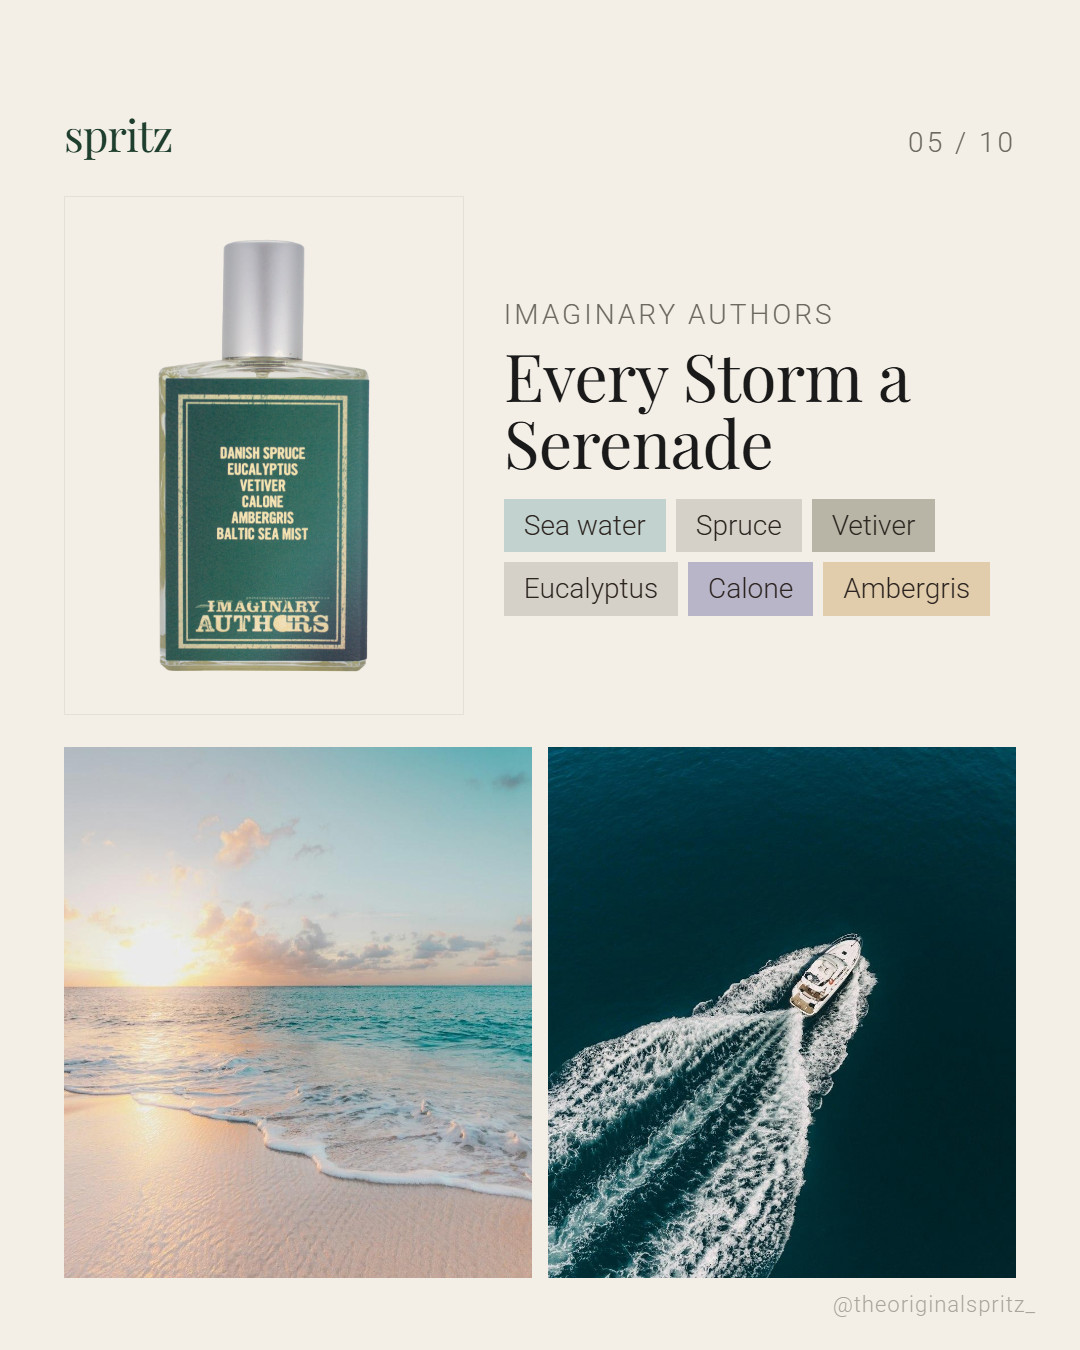 spritz
05 / 10
DANISH SPRUCE
EUCALYPTUS
VETIVER
CALONE
AMBERGRIS
BALTIC SEA MIST
IMAGINARY
AUTHORS
IMAGINARY AUTHORS
Every Storm a
Serenade
Sea water Spruce Vetiver
Eucalyptus Calone Ambergris
@theoriginalspritz_